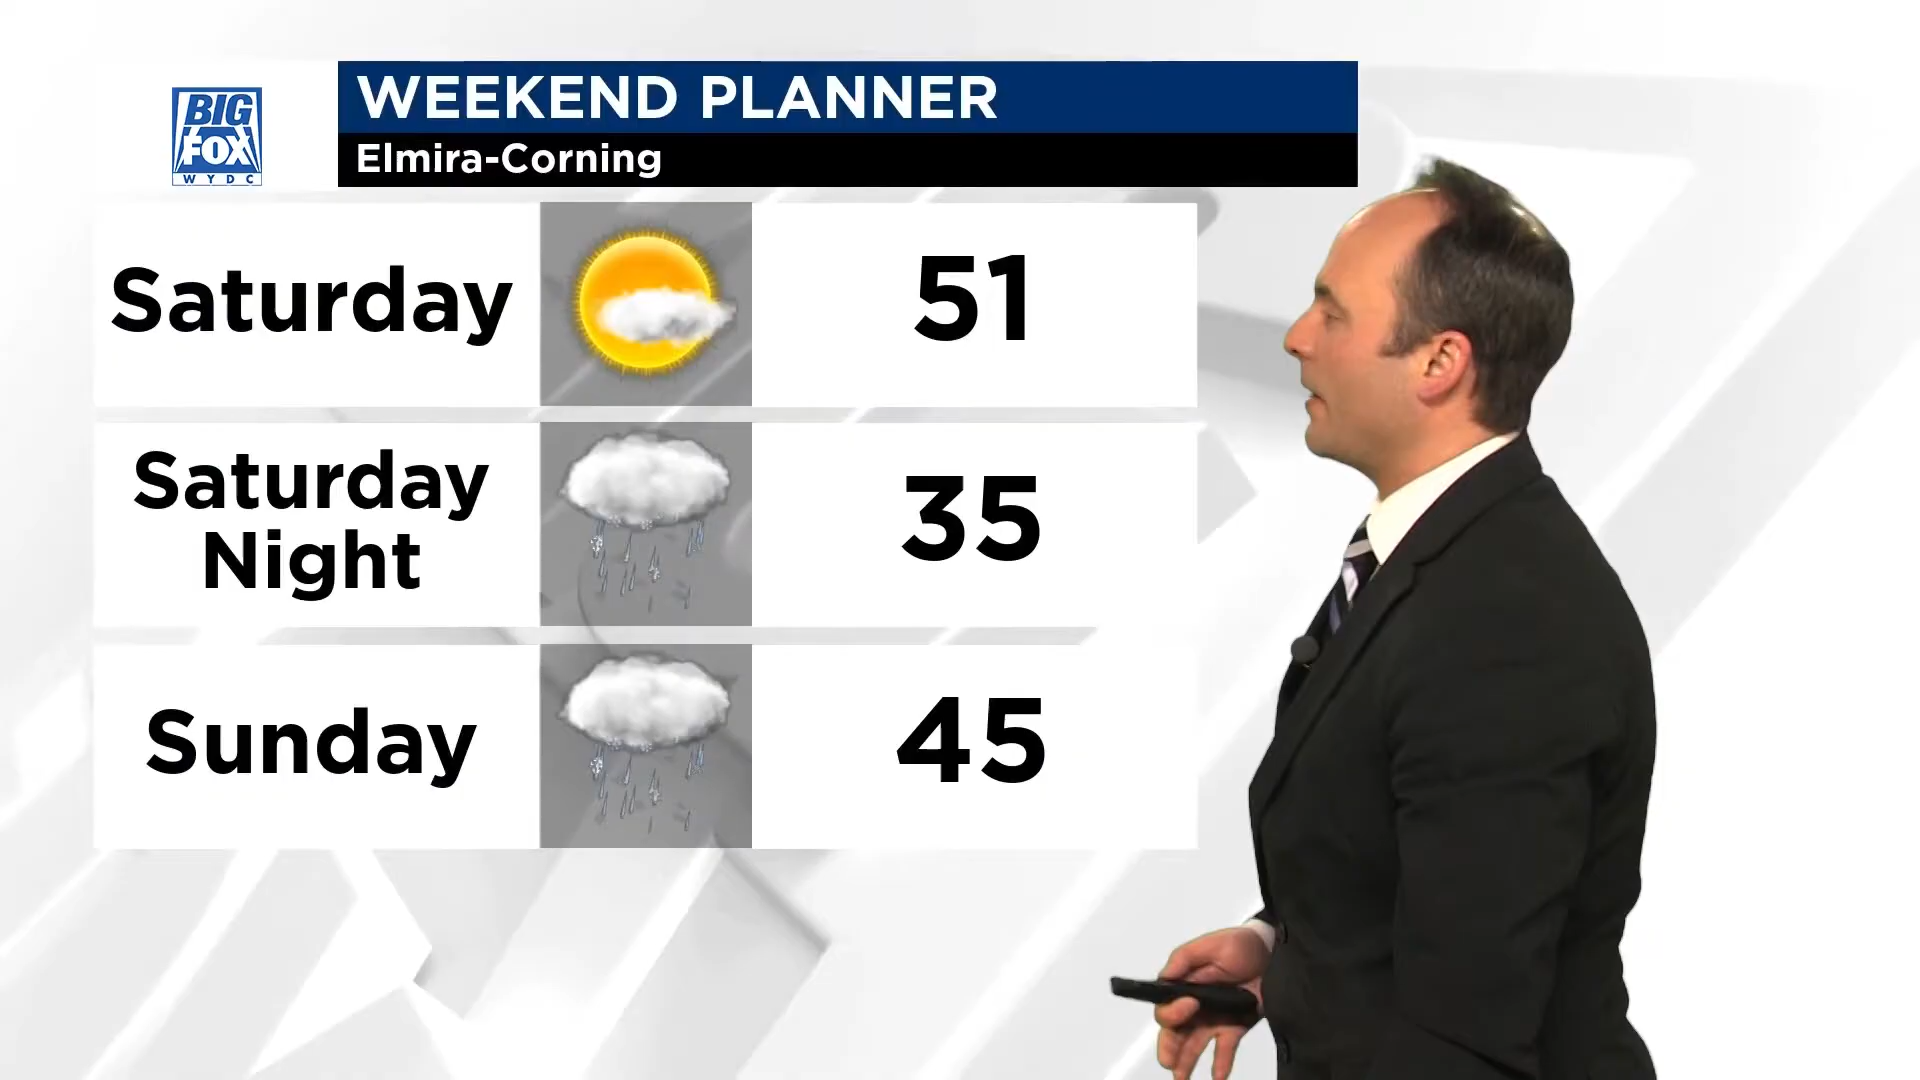 BIG
FOX
WYDC
WEEKEND PLANNER
Elmira-Corning
Saturday
51
Saturday
Night
35
Sunday
45